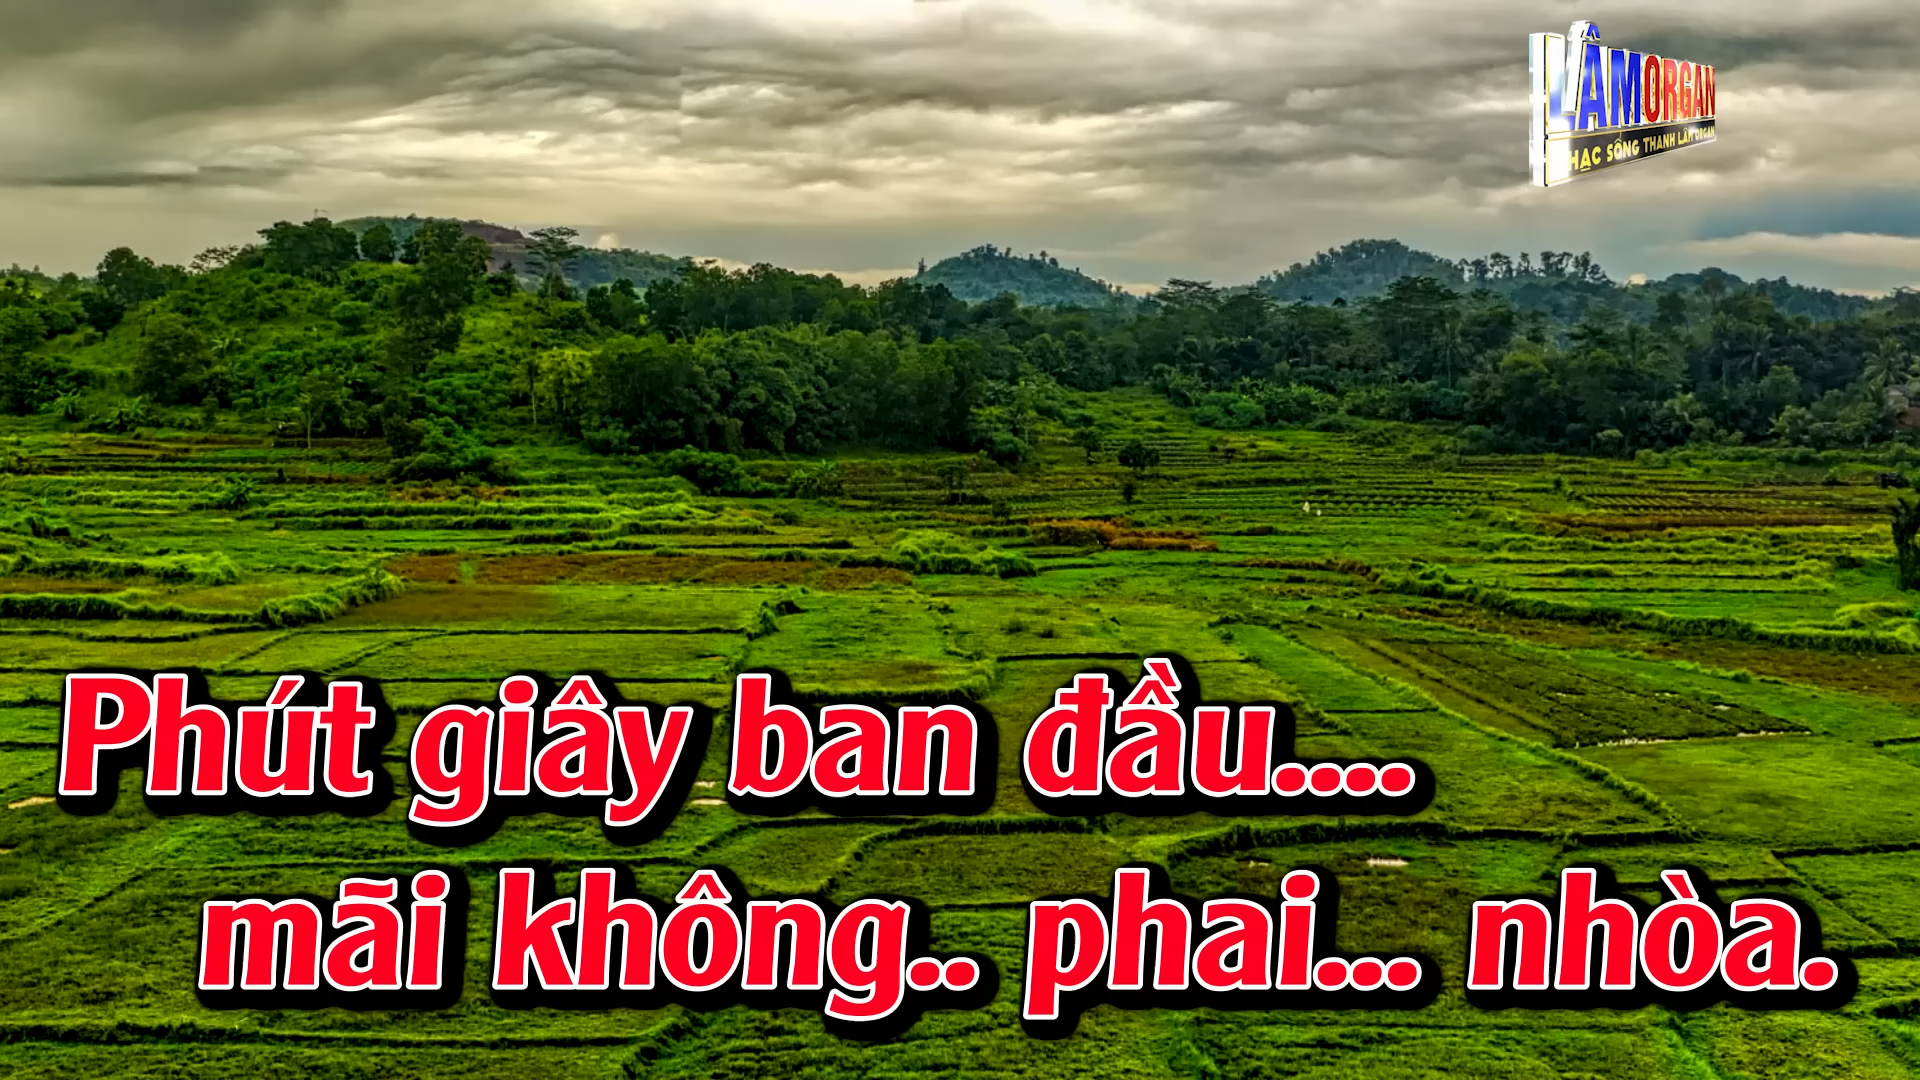 LÂM ORGAN
NHẠC SỐNG THANH LÂM ORGAN
Phút giây ban đầu....
mãi không.. phai... nhòa.